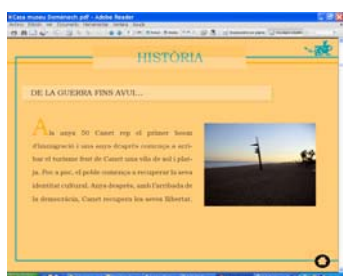 Casa museu Domènech.pdf - Adobe Reader
HISTÒRIA
DE LA GUERRA FINS AVUI...
Als anys 50 Canet rep el primer boom
d'immigració i uns anys després comença a arri-
bar el turisme fent de Canet una vila de sol i plat-
ja. Poc a poc, el poble comença a recuperar la seva
identitat cultural. Anys després, amb l'arribada de
la democràcia, Canet recupera les seves llibertat.